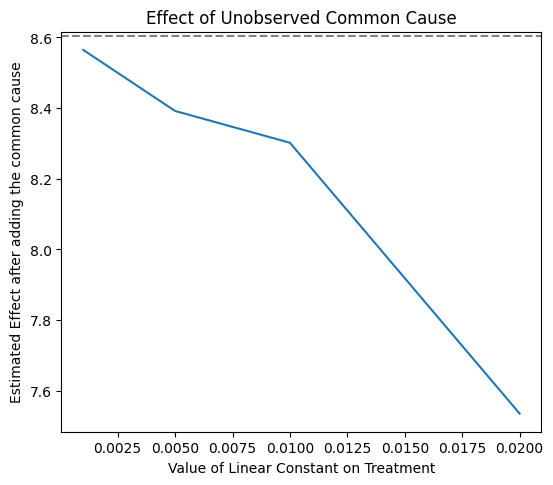 Effect of Unobserved Common Cause
8.6
8.4
8.2
8.0
7.8
7.6
Estimated Effect after adding the common cause
0.0025 0.0050 0.0075 0.0100 0.0125 0.0150 0.0175 0.0200
Value of Linear Constant on Treatment